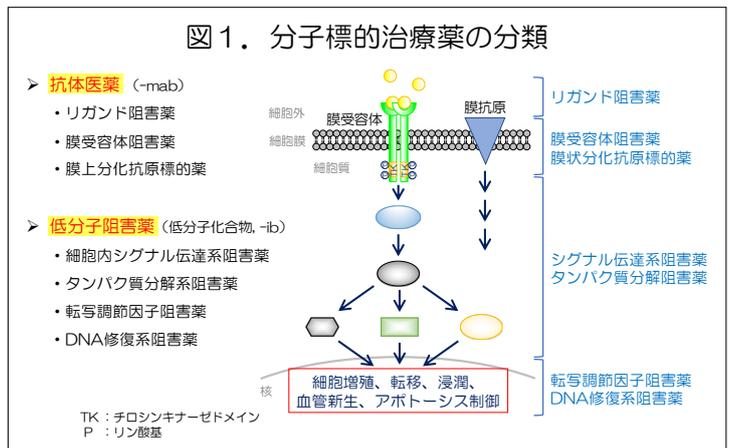 図１．分子標的治療薬の分類
➢ 抗体医薬（-mab）
・リガンド阻害薬
・膜受容体阻害薬
・膜上分化抗原標的薬
➢ 低分子阻害薬（低分子化合物, -ib）
・細胞内シグナル伝達系阻害薬
・タンパク質分解系阻害薬
・転写調節因子阻害薬
・DNA修復系阻害薬
細胞外
膜受容体
膜抗原
細胞膜
細胞質
P
P
TK
P
P
核
細胞増殖、転移、浸潤、
血管新生、アポトーシス制御
リガンド阻害薬
膜受容体阻害薬
膜状分化抗原標的薬
シグナル伝達系阻害薬
タンパク質分解阻害薬
転写調節因子阻害薬
DNA修復系阻害薬
TK ：チロシンキナーゼドメイン
P ：リン酸基